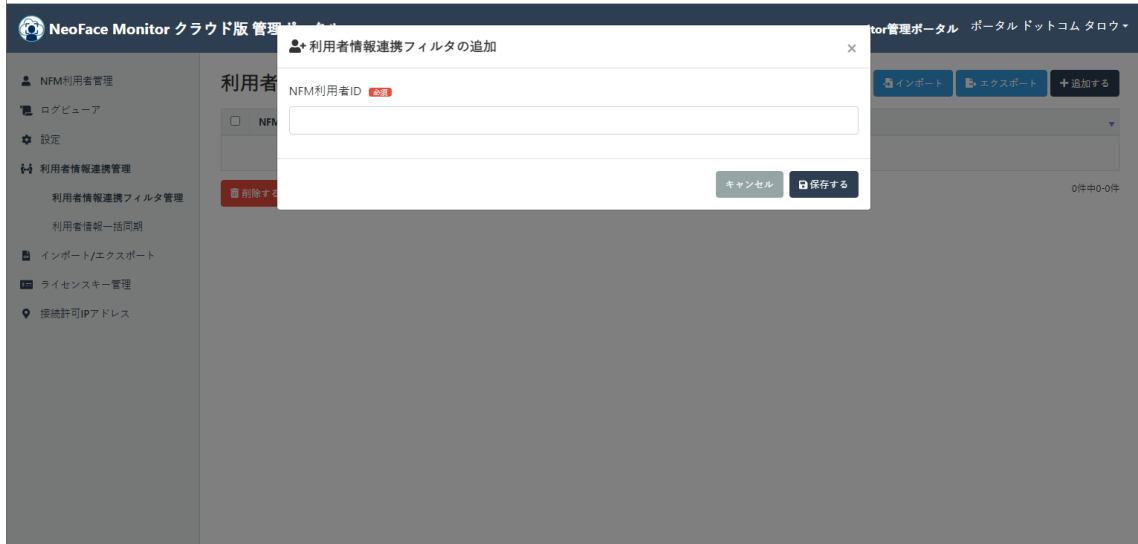 NeoFace Monitor クラウド版 管理ポータル
tor管理ポータル
ポータル ドットコム タロウ
利用者情報連携フィルタの追加
×
NFM利用者ID 必須
キャンセル
保存する
NFM利用者管理
ログビューア
設定
利用者情報連携管理
利用者情報連携フィルタ管理
利用者情報一括同期
インポート/エクスポート
ライセンスキー管理
接続許可IPアドレス
利用者
インポート
エクスポート
+追加する
NFM
削除する
0件中0-0件